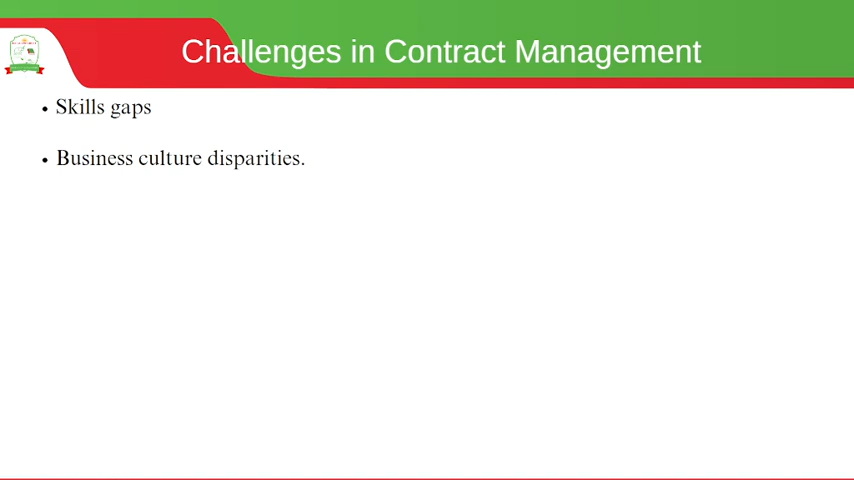 Challenges in Contract Management
• Skills gaps
• Business culture disparities.